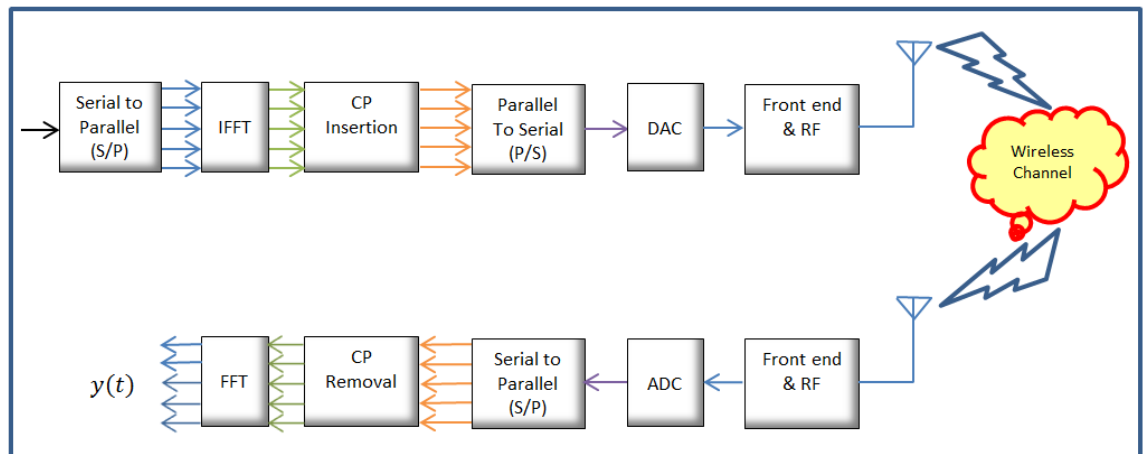 Serial to
Parallel
(S/P)
IFFT
CP
Insertion
Parallel
To Serial
(P/S)
DAC
Front end
& RF
Wireless
Channel
y(t)
FFT
CP
Removal
Serial to
Parallel
(S/P)
ADC
Front end
& RF